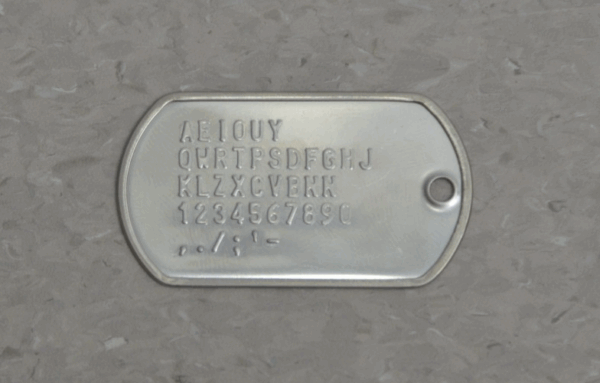 AEIOUY
QWRTPSDFGHJ
KLZXCVBNM
1234567890
,./;'-